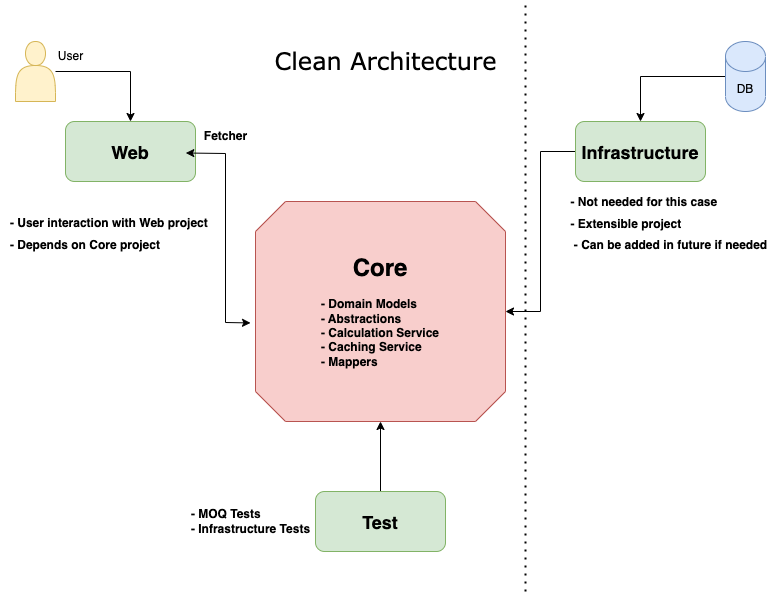 User
Clean Architecture
DB
Fetcher
Web
Infrastructure
- User interaction with Web project
- Depends on Core project
- Not needed for this case
- Extensible project
- Can be added in future if needed
Core
- Domain Models
- Abstractions
- Calculation Service
- Caching Service
- Mappers
- MOQ Tests
- Infrastructure Tests
Test